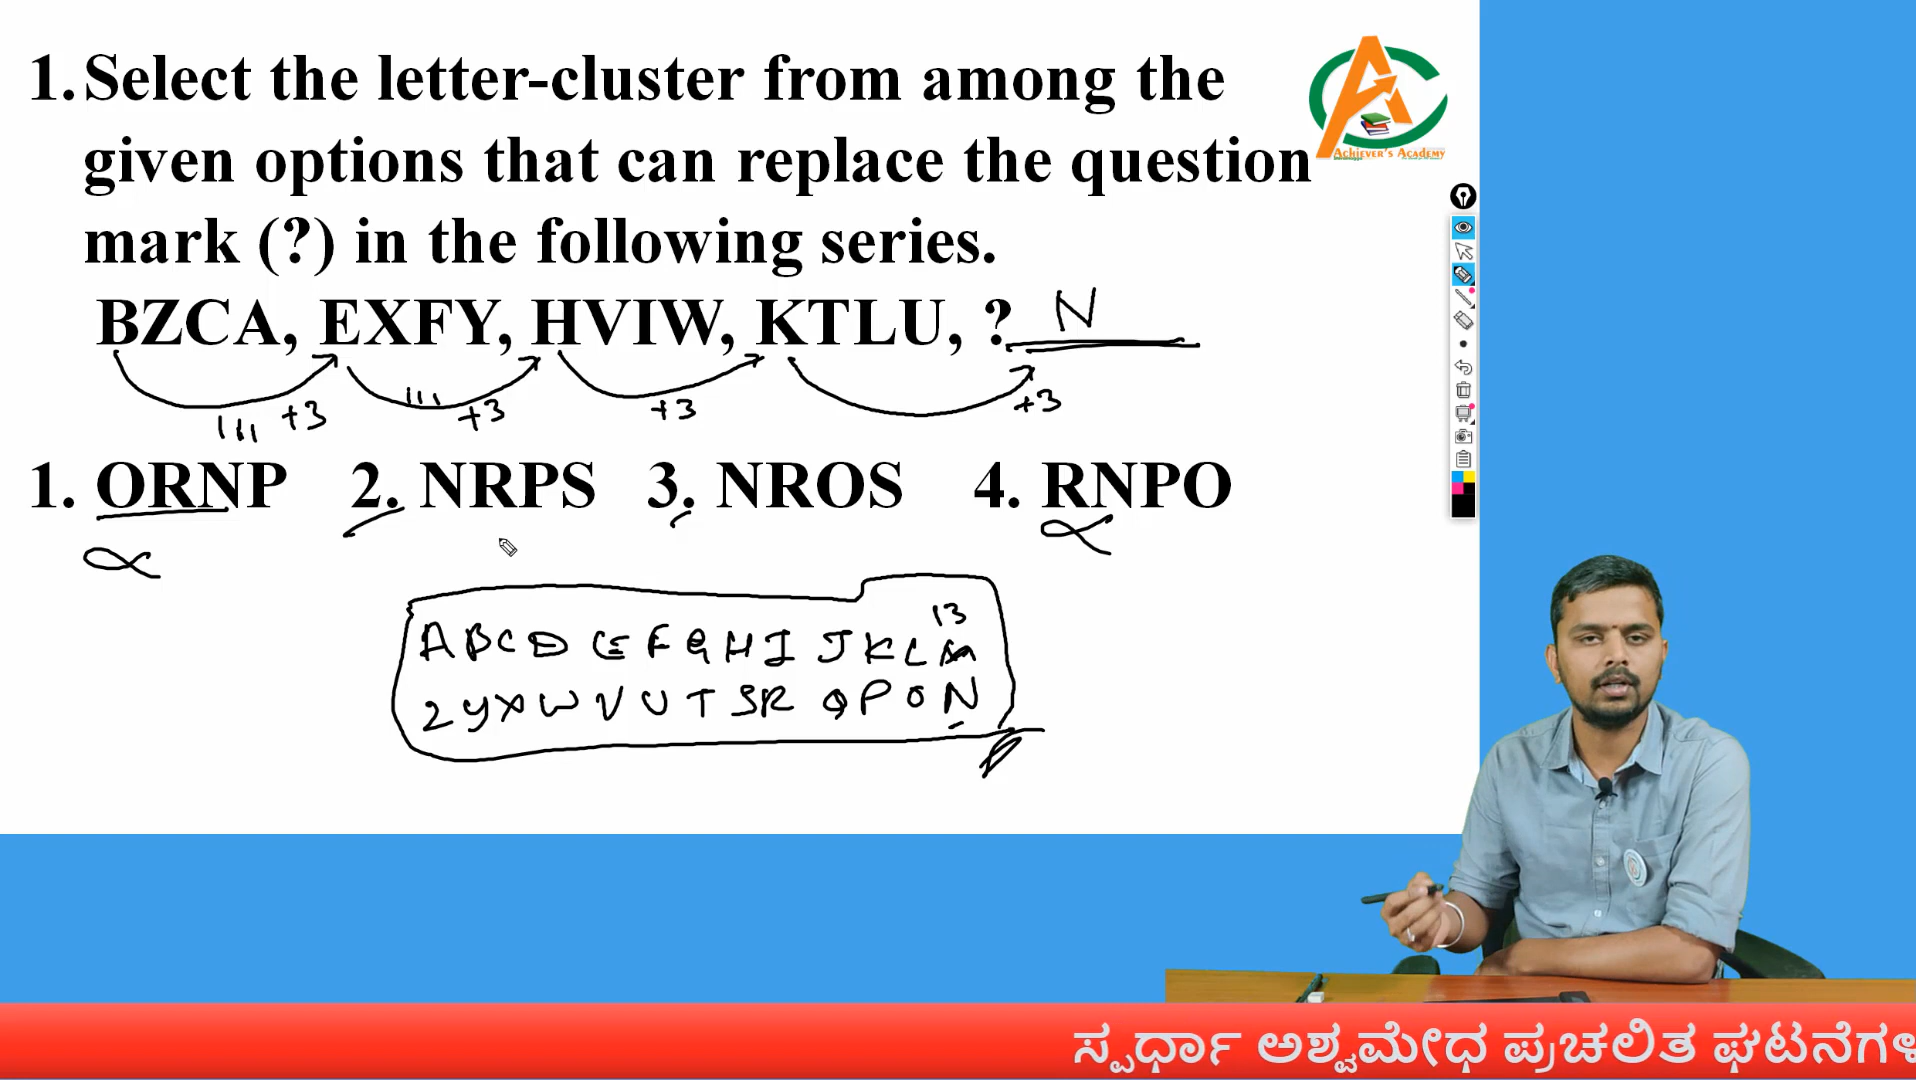 1. Select the letter-cluster from among the
given options that can replace the question
mark (?) in the following series.
BZCA, EXFY, HVIW, KTLU, ? N
+3 +3 +3 +3
1. ORNP 2. NRPS 3. NROS 4. RNPO
13
A B C D E F G H I J K L M
Z Y X W V U T S R Q P O N
ACHIEVER'S ACADEMY
ಸ್ಪರ್ಧಾ ಅಶ್ವಮೇಧ ಪ್ರಚಲಿತ